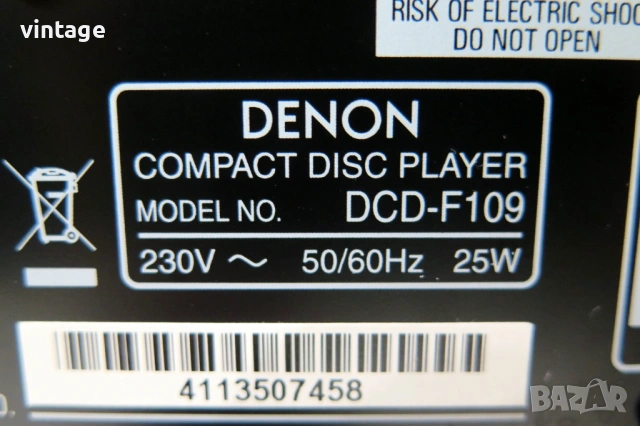 vintage
RISK OF ELECTRIC SHOC
DO NOT OPEN
DENON
COMPACT DISC PLAYER
MODEL NO. DCD-F109
230V ～ 50/60Hz 25W
4113507458
BAZAR